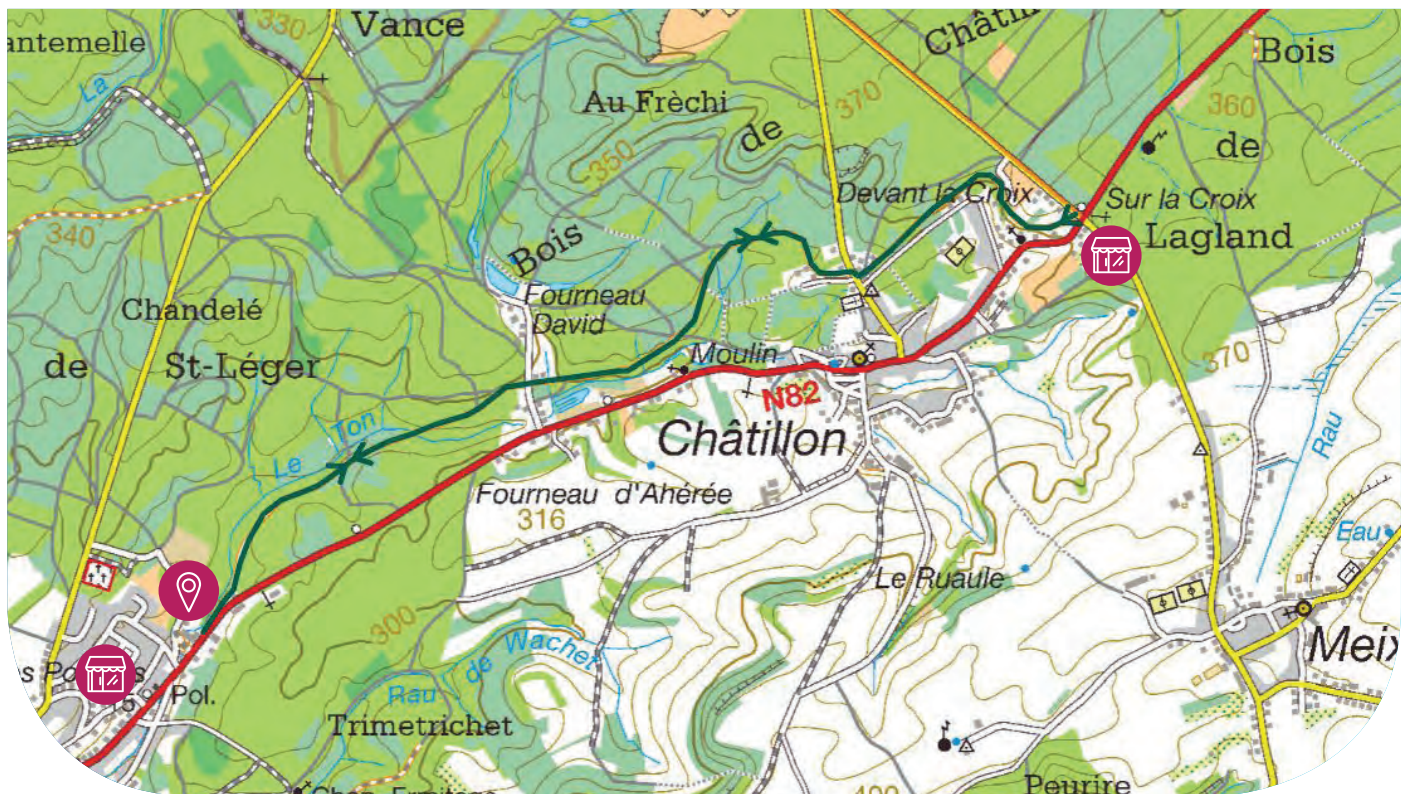 antemelle
330
Vance
Châtin
Bois
La
Au Frèchi
370
360
de
de
350
Devant la Croix
Sur la Croix
340
Bois
Lagland
Chandelé
Fourneau
David
de
St-Léger
Moulin
370
N82
Le Ton
Châtillon
Rau
Fourneau d'Ahérée
316
Eau
Le Ruaule
300
Rau de Wachet
Meix
Pol.
Trimetrichet
Peurire